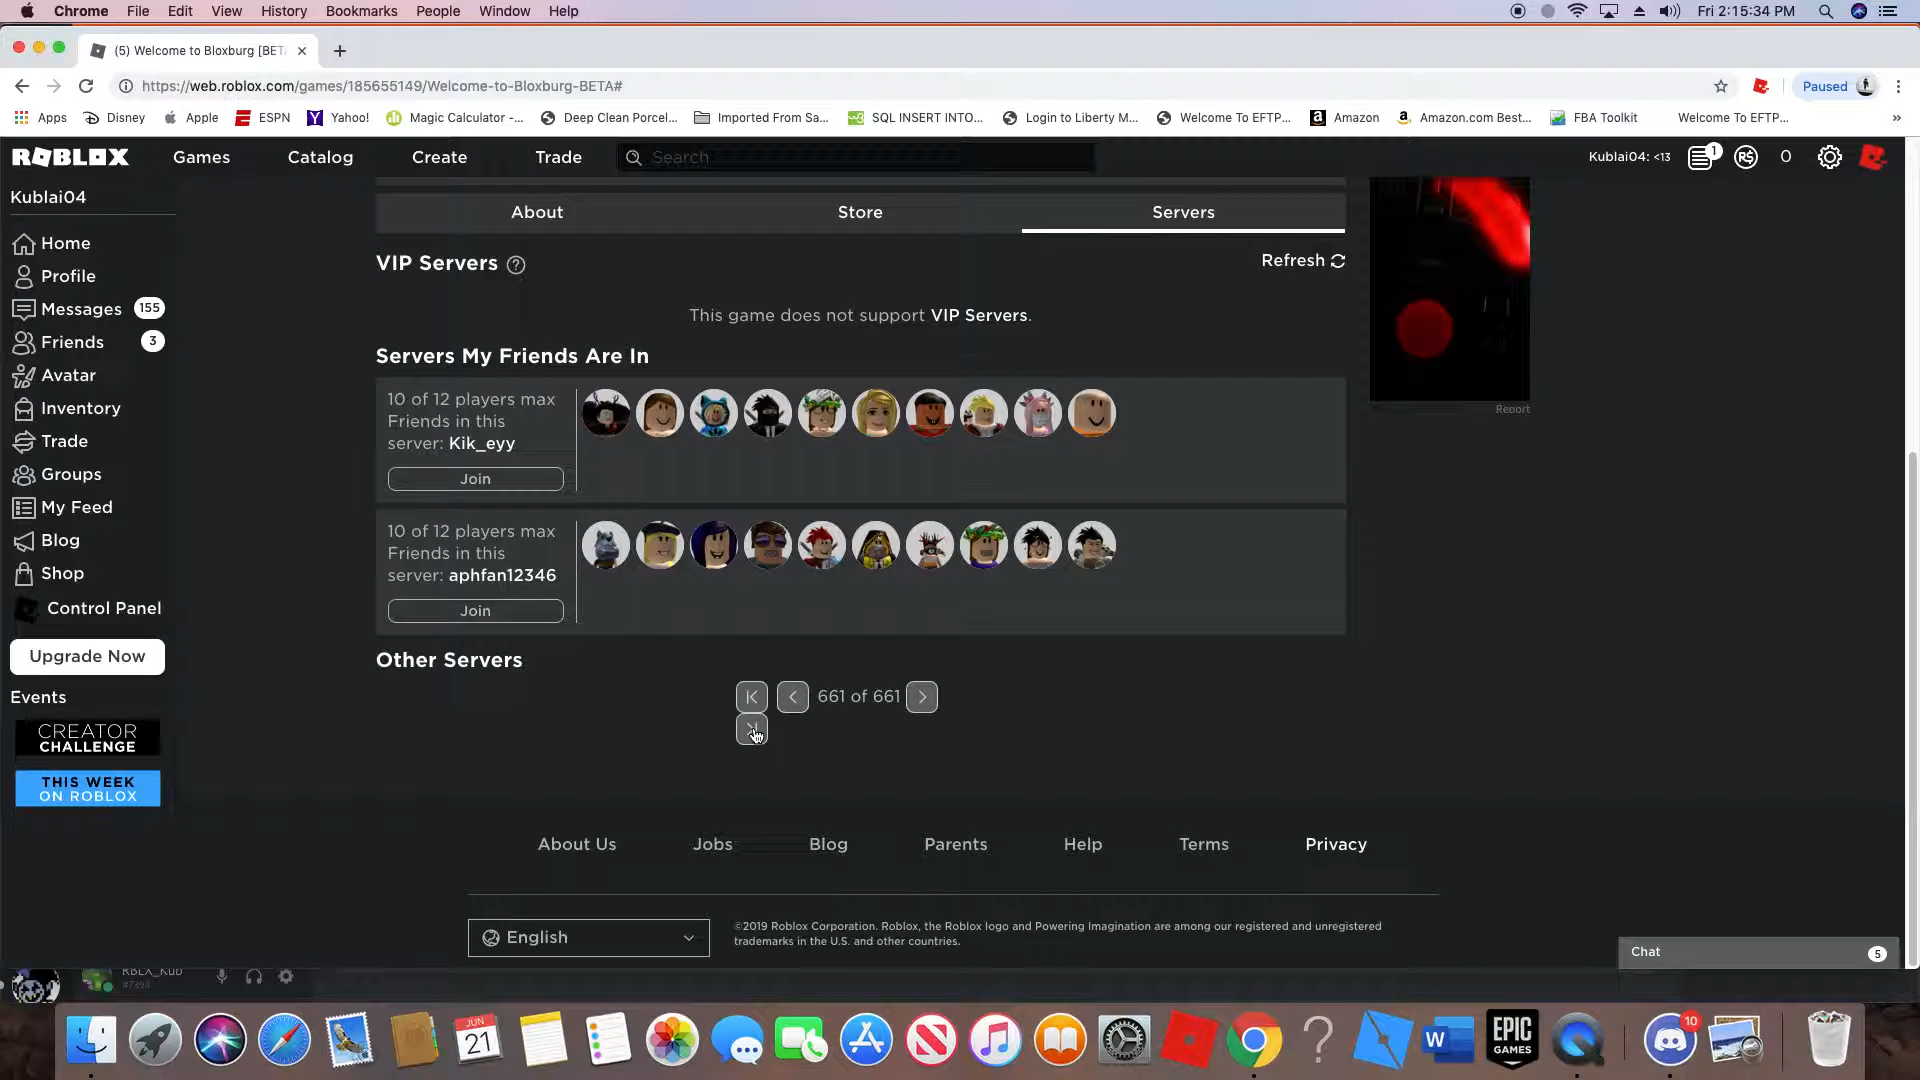 Chrome File Edit View History Bookmarks People Window Help
Fri 2:15:34 PM
(5) Welcome to Bloxburg [BET
https://web.roblox.com/games/185655149/Welcome-to-Bloxburg-BETA#
Paused
Apps Disney Apple ESPN Yahoo! Magic Calculator -... Deep Clean Porcel... Imported From Sa... SQL INSERT INTO... Login to Liberty M... Welcome To EFTP... Amazon Amazon.com Best... FBA Toolkit Welcome To EFTP... »
ROBLOX Games Catalog Create Trade Search Kublai04: <13 1 R$ 0
Kublai04
Home
Profile
Messages 155
Friends 3
Avatar
Inventory
Trade
Groups
My Feed
Blog
Shop
Control Panel
Upgrade Now
Events
CREATOR
CHALLENGE
THIS WEEK
ON ROBLOX
About Store Servers
VIP Servers ?
Refresh
This game does not support VIP Servers.
Servers My Friends Are In
10 of 12 players max
Friends in this
server: Kik_eyy
Join
10 of 12 players max
Friends in this
server: aphfan12346
Join
Other Servers
661 of 661
Report
About Us Jobs Blog Parents Help Terms Privacy
English
©2019 Roblox Corporation. Roblox, the Roblox logo and Powering Imagination are among our registered and unregistered
trademarks in the U.S. and other countries.
Chat 5
RBLX_Kub
JUN
21
W
EPIC
GAMES
10